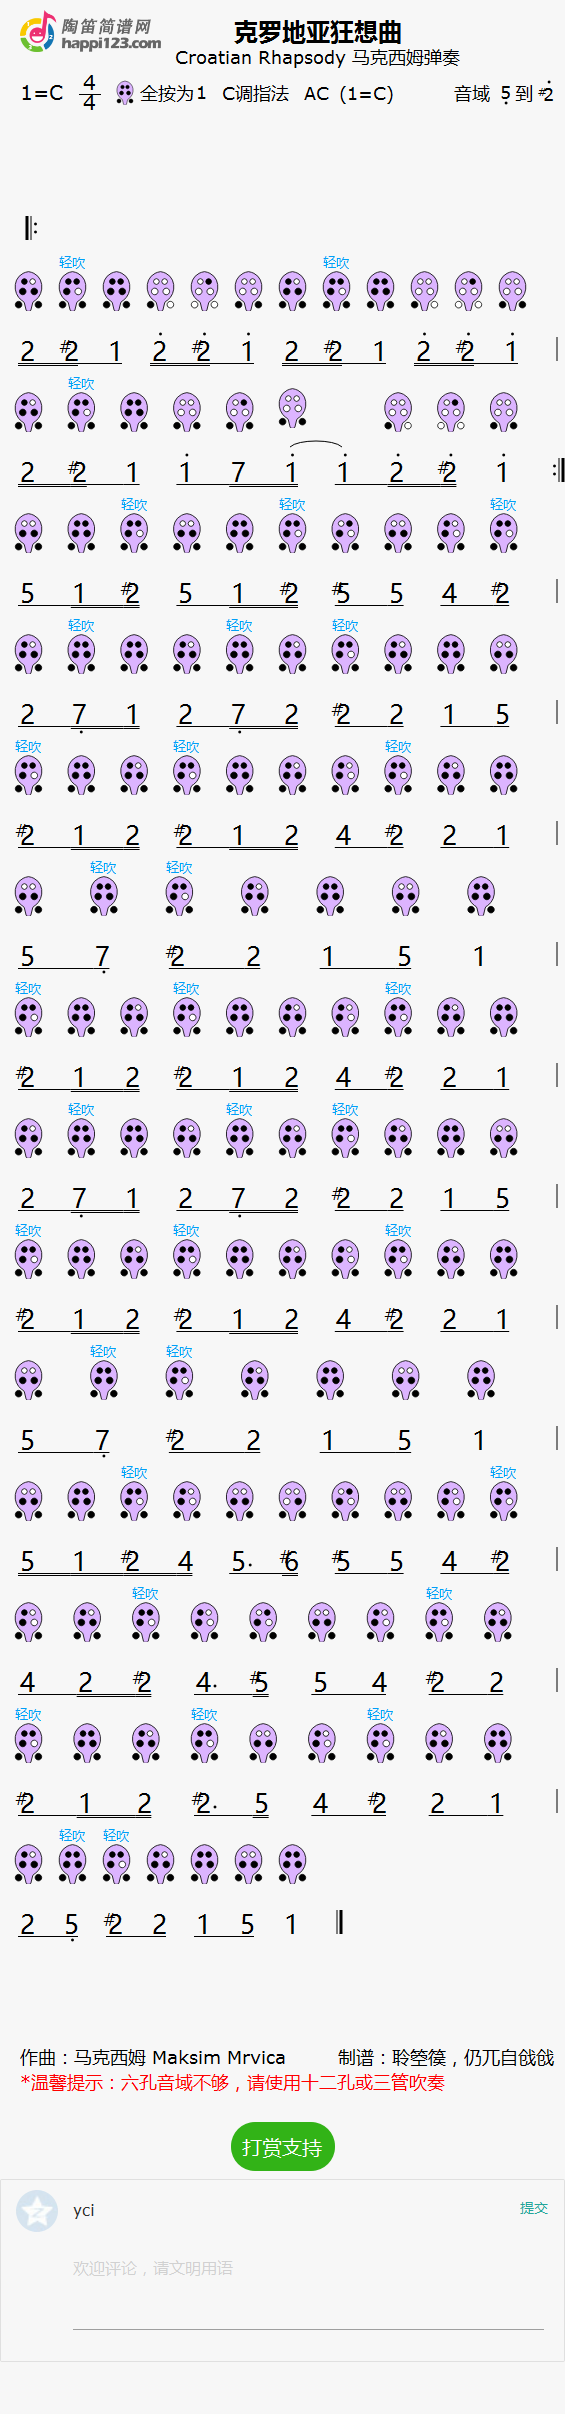 陶笛简谱网
happi123.com
克罗地亚狂想曲
Croatian Rhapsody 马克西姆弹奏
1=C 4/4 全按为1 C调指法 AC (1=C) 音域 5̣ 到 #2̇
𝄆
轻吹 轻吹
2 #2 1 2̇ #2̇ 1̇ 2 #2 1 2̇ #2̇ 1̇ |
轻吹
2 #2 1 1̇ 7 1̇ 1̇ 2̇ #2̇ 1̇ :‖
轻吹 轻吹 轻吹
5 1 #2 5 1 #2 #5 5 4 #2 |
轻吹 轻吹 轻吹
2 7̣ 1 2 7̣ 2 #2 2 1 5 |
轻吹 轻吹 轻吹
#2 1 2 #2 1 2 4 #2 2 1 |
轻吹 轻吹
5 7̣ #2 2 1 5 1 |
轻吹 轻吹 轻吹
#2 1 2 #2 1 2 4 #2 2 1 |
轻吹 轻吹 轻吹
2 7̣ 1 2 7̣ 2 #2 2 1 5 |
轻吹 轻吹 轻吹
#2 1 2 #2 1 2 4 #2 2 1 |
轻吹 轻吹
5 7̣ #2 2 1 5 1 |
轻吹 轻吹
5 1 #2 4 5. #6 #5 5 4 #2 |
轻吹 轻吹
4 2 #2 4. #5 5 4 #2 2 |
轻吹 轻吹 轻吹
#2 1 2 #2. 5 4 #2 2 1 |
轻吹 轻吹
2 5̣ #2 2 1 5 1 ‖
作曲：马克西姆 Maksim Mrvica 制谱：聆箜篌，仍兀自戗戗
*温馨提示：六孔音域不够，请使用十二孔或三管吹奏
打赏支持
yci 提交
欢迎评论，请文明用语